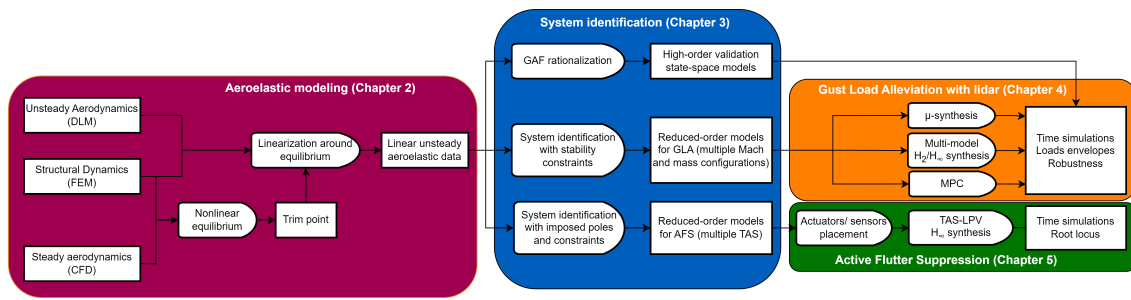 Aeroelastic modeling (Chapter 2)
Unsteady Aerodynamics
(DLM)
Structural Dynamics
(FEM)
Steady aerodynamics
(CFD)
Linearization around
equilibrium
Nonlinear
equilibrium
Trim point
Linear unsteady
aeroelastic data
System identification (Chapter 3)
GAF rationalization
High-order validation
state-space models
System identification
with stability
constraints
Reduced-order models
for GLA (multiple Mach
and mass configurations)
System identification
with imposed poles
and constraints
Reduced-order models
for AFS (multiple TAS)
Gust Load Alleviation with lidar (Chapter 4)
μ-synthesis
Multi-model
H₂/H∞ synthesis
MPC
Time simulations
Loads envelopes
Robustness
Actuators/ sensors
placement
TAS-LPV
H∞ synthesis
Time simulations
Root locus
Active Flutter Suppression (Chapter 5)